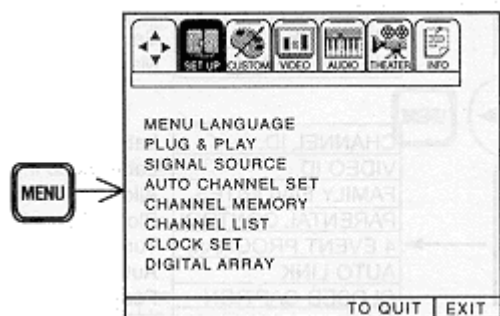 SET UP CUSTOM VIDEO AUDIO THEATER INFO
MENU LANGUAGE
PLUG & PLAY
SIGNAL SOURCE
AUTO CHANNEL SET
MENU
CHANNEL MEMORY
CHANNEL LIST
CLOCK SET
DIGITAL ARRAY
TO QUIT EXIT